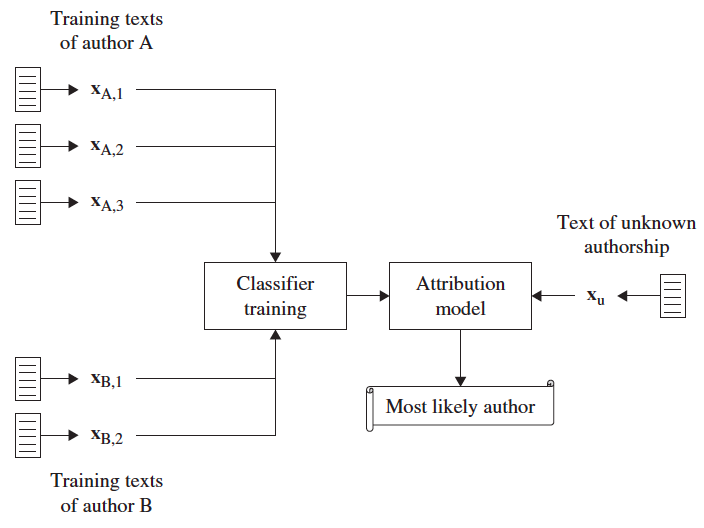 Training texts
of author A
xA,1
xA,2
xA,3
Text of unknown
authorship
Classifier
training
Attribution
model
xu
xB,1
Most likely author
xB,2
Training texts
of author B